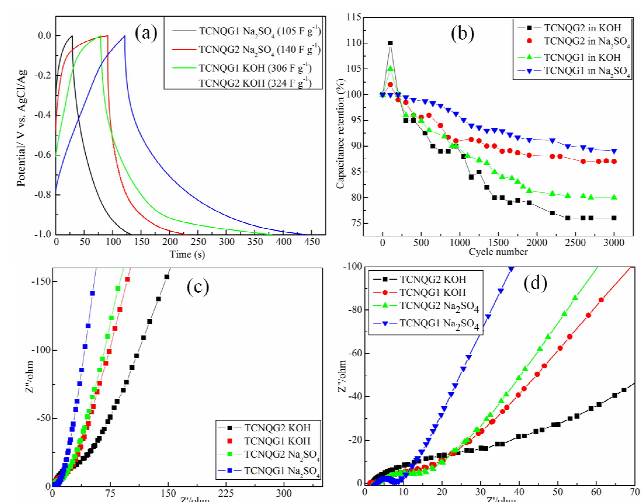 (a)
TCNQG1 Na2SO4 (105 F g-1)
TCNQG2 Na2SO4 (140 F g-1)
TCNQG1 KOH (306 F g-1)
TCNQG2 KOH (324 F g-1)
0.0
-0.2
-0.4
-0.6
-0.8
-1.0
Potential/ V vs. AgCl/Ag
0 50 100 150 200 250 300 350 400 450 500
Time (s)
(b)
TCNQG2 in KOH
TCNQG2 in Na2SO4
TCNQG1 in KOH
TCNQG1 in Na2SO4
115
110
105
100
95
90
85
80
75
Capacitance retention (%)
0 500 1000 1500 2000 2500 3000
Cycle number
(c)
-150
-100
-50
0
Z''/ohm
TCNQG2 KOH
TCNQG1 KOH
TCNQG2 Na2SO4
TCNQG1 Na2SO4
0 75 150 225 300
Z'/ohm
(d)
TCNQG2 KOH
TCNQG1 KOH
TCNQG2 Na2SO4
TCNQG1 Na2SO4
-100
-80
-60
-40
-20
0
Z''/ohm
0 10 20 30 40 50 60 70
Z'/ohm